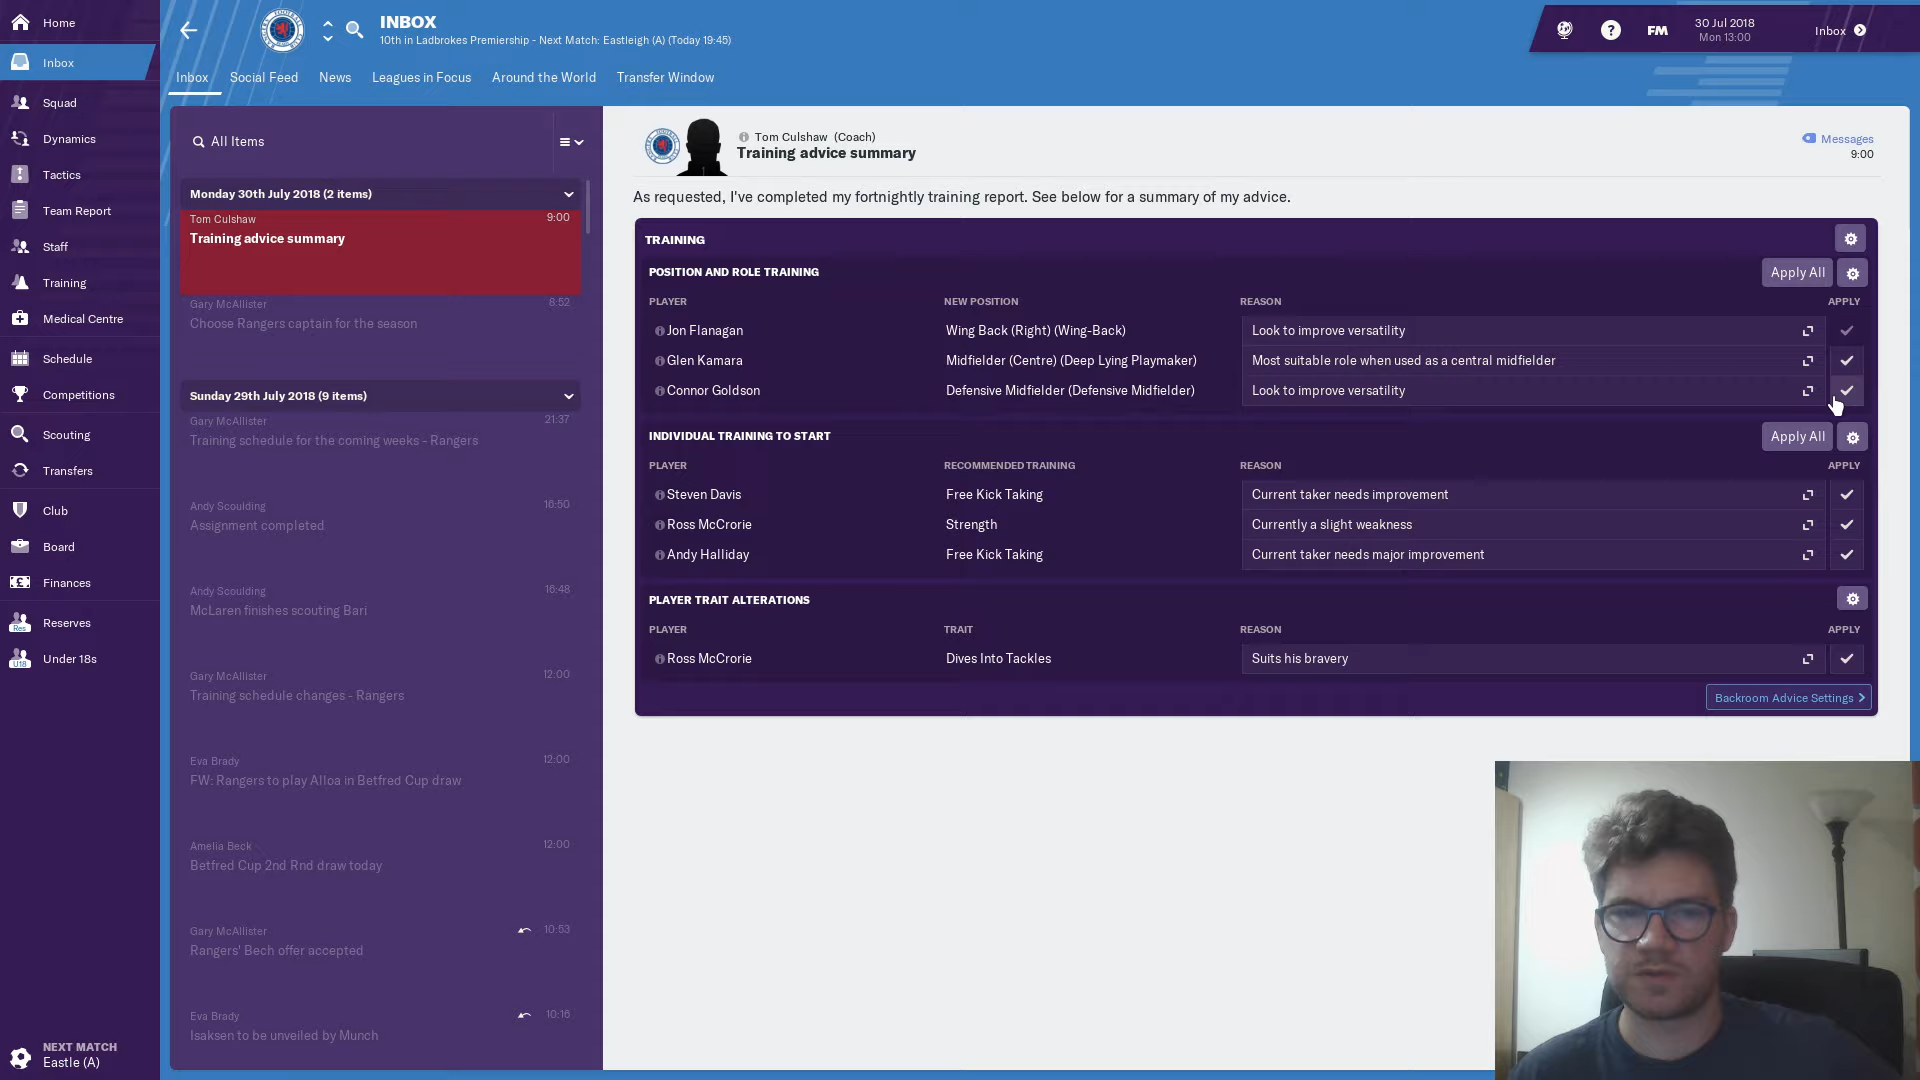 Home
Inbox
Squad
Dynamics
Tactics
Team Report
Staff
Training
Medical Centre
Schedule
Competitions
Scouting
Transfers
Club
Board
Finances
Res
Reserves
U18
Under 18s
NEXT MATCH
Eastle (A)
INBOX
10th in Ladbrokes Premiership - Next Match: Eastleigh (A) (Today 19:45)
FM
30 Jul 2018
Mon 13:00
Inbox
Inbox Social Feed News Leagues in Focus Around the World Transfer Window
All Items
Monday 30th July 2018 (2 items)
Tom Culshaw 9:00
Training advice summary
Gary McAllister 8:52
Choose Rangers captain for the season
Sunday 29th July 2018 (9 items)
Gary McAllister 21:37
Training schedule for the coming weeks - Rangers
Andy Scoulding 16:50
Assignment completed
Andy Scoulding 16:48
McLaren finishes scouting Bari
Gary McAllister 12:00
Training schedule changes - Rangers
Eva Brady 12:00
FW: Rangers to play Alloa in Betfred Cup draw
Amelia Beck 12:00
Betfred Cup 2nd Rnd draw today
Gary McAllister 10:53
Rangers' Bech offer accepted
Eva Brady 10:16
Isaksen to be unveiled by Munch
Tom Culshaw (Coach)
Training advice summary
Messages
9:00
As requested, I've completed my fortnightly training report. See below for a summary of my advice.
TRAINING
POSITION AND ROLE TRAINING Apply All
PLAYER NEW POSITION REASON APPLY
Jon Flanagan Wing Back (Right) (Wing-Back) Look to improve versatility
Glen Kamara Midfielder (Centre) (Deep Lying Playmaker) Most suitable role when used as a central midfielder
Connor Goldson Defensive Midfielder (Defensive Midfielder) Look to improve versatility
INDIVIDUAL TRAINING TO START Apply All
PLAYER RECOMMENDED TRAINING REASON APPLY
Steven Davis Free Kick Taking Current taker needs improvement
Ross McCrorie Strength Currently a slight weakness
Andy Halliday Free Kick Taking Current taker needs major improvement
PLAYER TRAIT ALTERATIONS
PLAYER TRAIT REASON APPLY
Ross McCrorie Dives Into Tackles Suits his bravery
Backroom Advice Settings